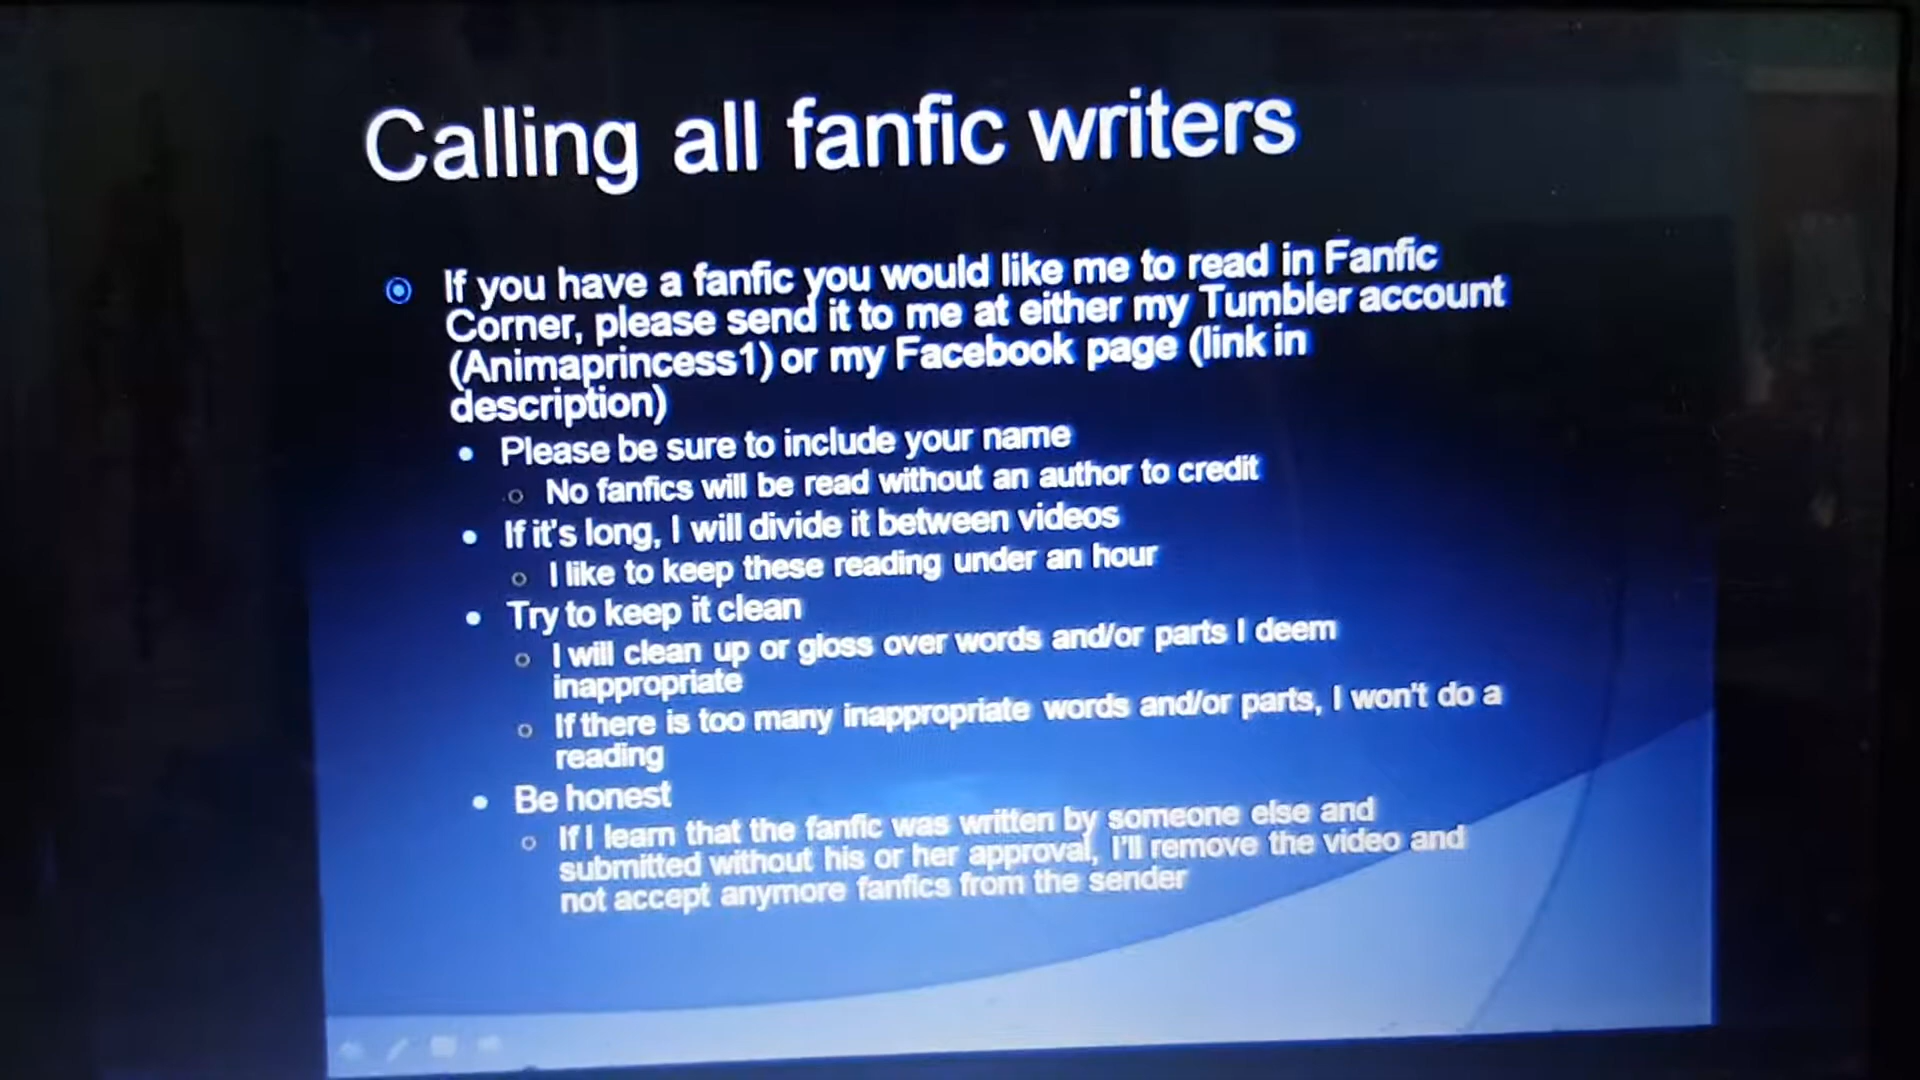 Calling all fanfic writers
If you have a fanfic you would like me to read in Fanfic
Corner, please send it to me at either my Tumbler account
(Animaprincess1) or my Facebook page (link in
description)
Please be sure to include your name
No fanfics will be read without an author to credit
If it's long, I will divide it between videos
I like to keep these reading under an hour
Try to keep it clean
I will clean up or gloss over words and/or parts I deem
inappropriate
If there is too many inappropriate words and/or parts, I won't do a
reading
Be honest
If I learn that the fanfic was written by someone else and
submitted without his or her approval, I'll remove the video and
not accept anymore fanfics from the sender